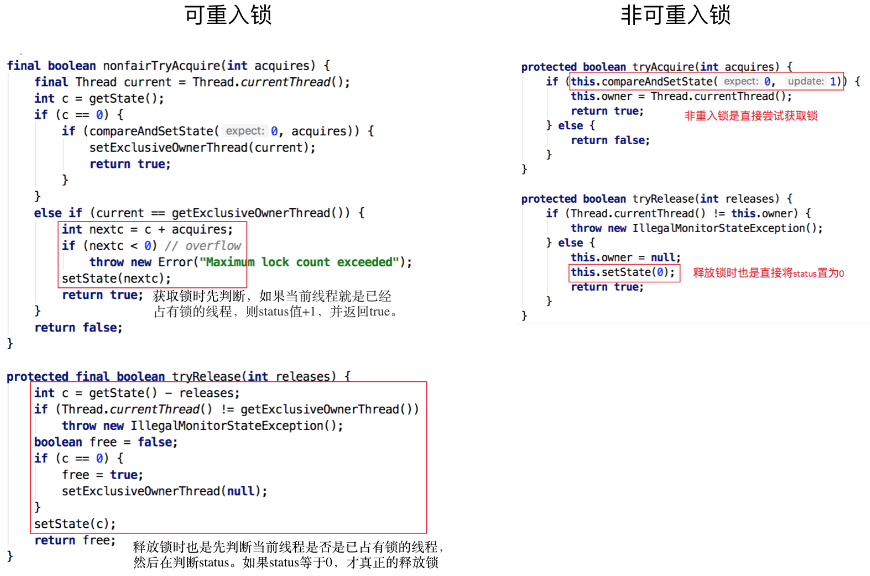 可重入锁
final boolean nonfairTryAcquire(int acquires) {
    final Thread current = Thread.currentThread();
    int c = getState();
    if (c == 0) {
        if (compareAndSetState( expect: 0, acquires)) {
            setExclusiveOwnerThread(current);
            return true;
        }
    }
    else if (current == getExclusiveOwnerThread()) {
        int nextc = c + acquires;
        if (nextc < 0) // overflow
            throw new Error("Maximum lock count exceeded");
        setState(nextc);
        return true;
获取锁时先判断，如果当前线程就是已经
占有锁的线程，则status值+1，并返回true。
    }
    return false;
}
protected final boolean tryRelease(int releases) {
    int c = getState() - releases;
    if (Thread.currentThread() != getExclusiveOwnerThread())
        throw new IllegalMonitorStateException();
    boolean free = false;
    if (c == 0) {
        free = true;
        setExclusiveOwnerThread(null);
    }
    setState(c);
    return free;
释放锁时也是先判断当前线程是否是已占有锁的线程，
然后在判断status。如果status等于0，才真正的释放锁
}
非可重入锁
protected boolean tryAcquire(int acquires) {
    if (this.compareAndSetState( expect: 0, update: 1)) {
        this.owner = Thread.currentThread();
        return true;
非重入锁是直接尝试获取锁
    } else {
        return false;
    }
}
protected boolean tryRelease(int releases) {
    if (Thread.currentThread() != this.owner) {
        throw new IllegalMonitorStateException();
    } else {
        this.owner = null;
        this.setState(0);
释放锁时也是直接将status置为0
        return true;
    }
}